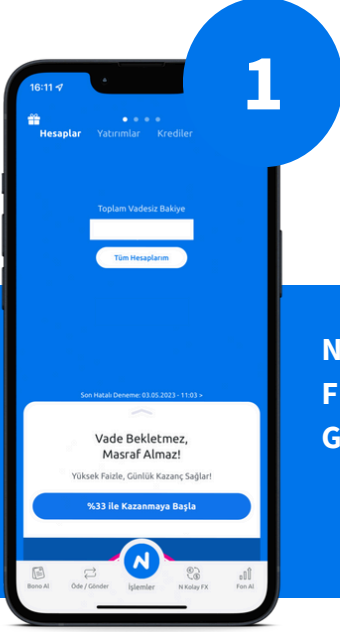 1
16:11
Hesaplar Yatırımlar Krediler
Toplam Vadesiz Bakiye
Tüm Hesaplarım
N
F
G
Son Hatalı Deneme: 03.05.2023 - 11:03 >
Vade Bekletmez,
Masraf Almaz!
Yüksek Faizle, Günlük Kazanç Sağlar!
%33 ile Kazanmaya Başla
N
Bono Al Öde / Gönder İşlemler N Kolay FX Fon Al